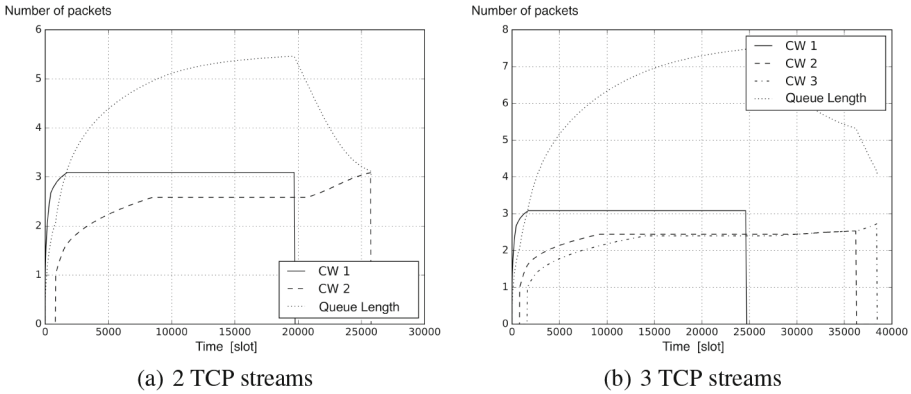 Number of packets
6
5
4
3
2
1
0
0 5000 10000 15000 20000 25000 30000
Time [slot]
CW 1
CW 2
Queue Length
(a) 2 TCP streams
Number of packets
8
7
6
5
4
3
2
1
0
0 5000 10000 15000 20000 25000 30000 35000 40000
Time [slot]
CW 1
CW 2
CW 3
Queue Length
(b) 3 TCP streams